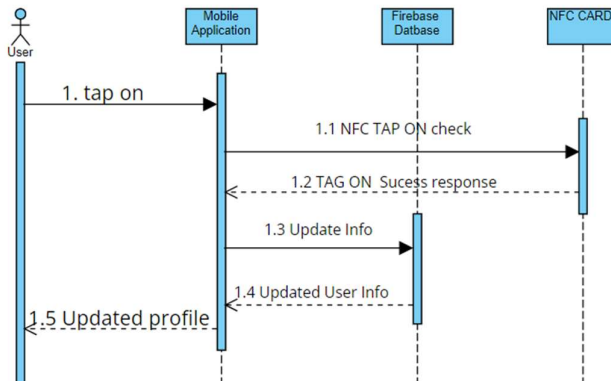 Mobile
Application
Firebase
Datbase
NFC CARD
User
1. tap on
1.1 NFC TAP ON check
1.2 TAG ON  Sucess response
1.3 Update Info
1.4 Updated User Info
1.5 Updated profile